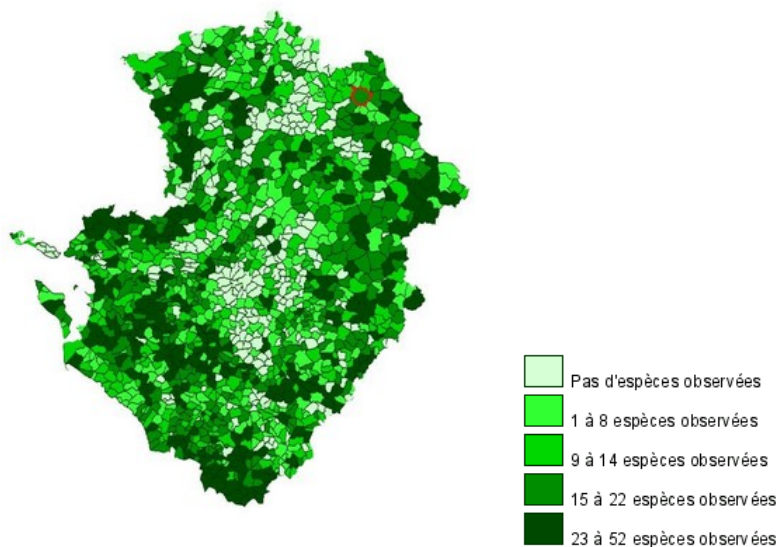 Pas d'espèces observées
1 à 8 espèces observées
9 à 14 espèces observées
15 à 22 espèces observées
23 à 52 espèces observées